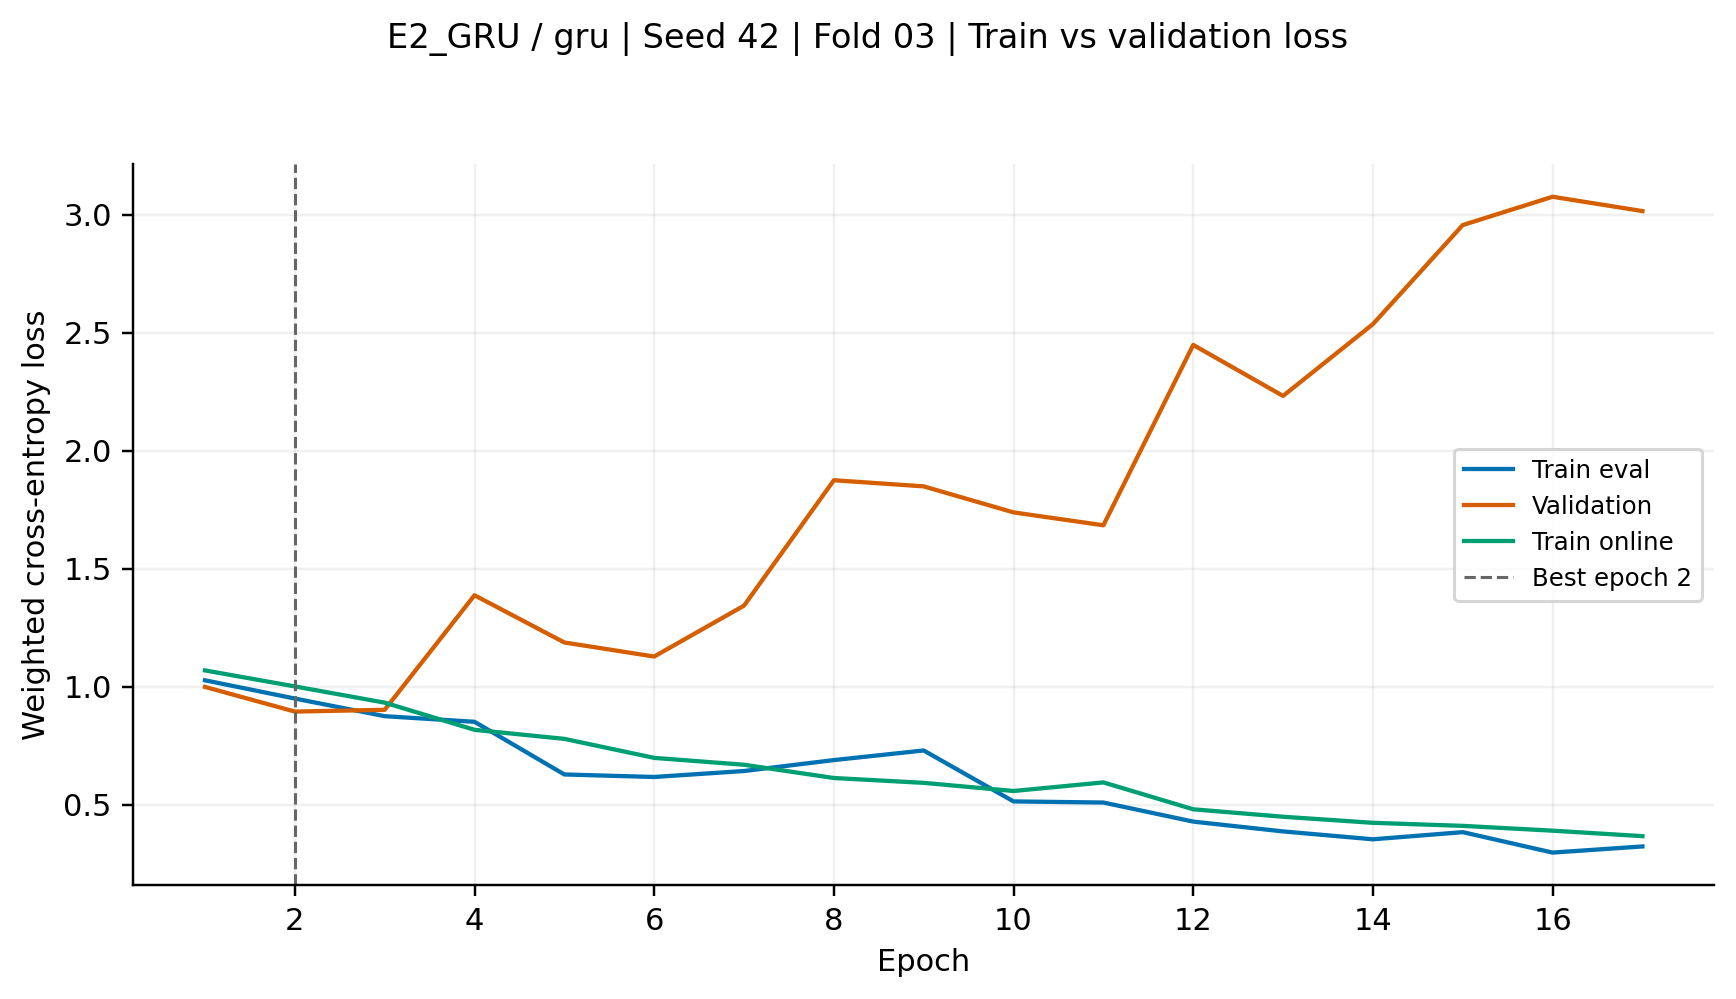 E2_GRU / gru | Seed 42 | Fold 03 | Train vs validation loss
Weighted cross-entropy loss
3.0
2.5
2.0
1.5
1.0
0.5
Train eval
Validation
Train online
Best epoch 2
2 4 6 8 10 12 14 16
Epoch